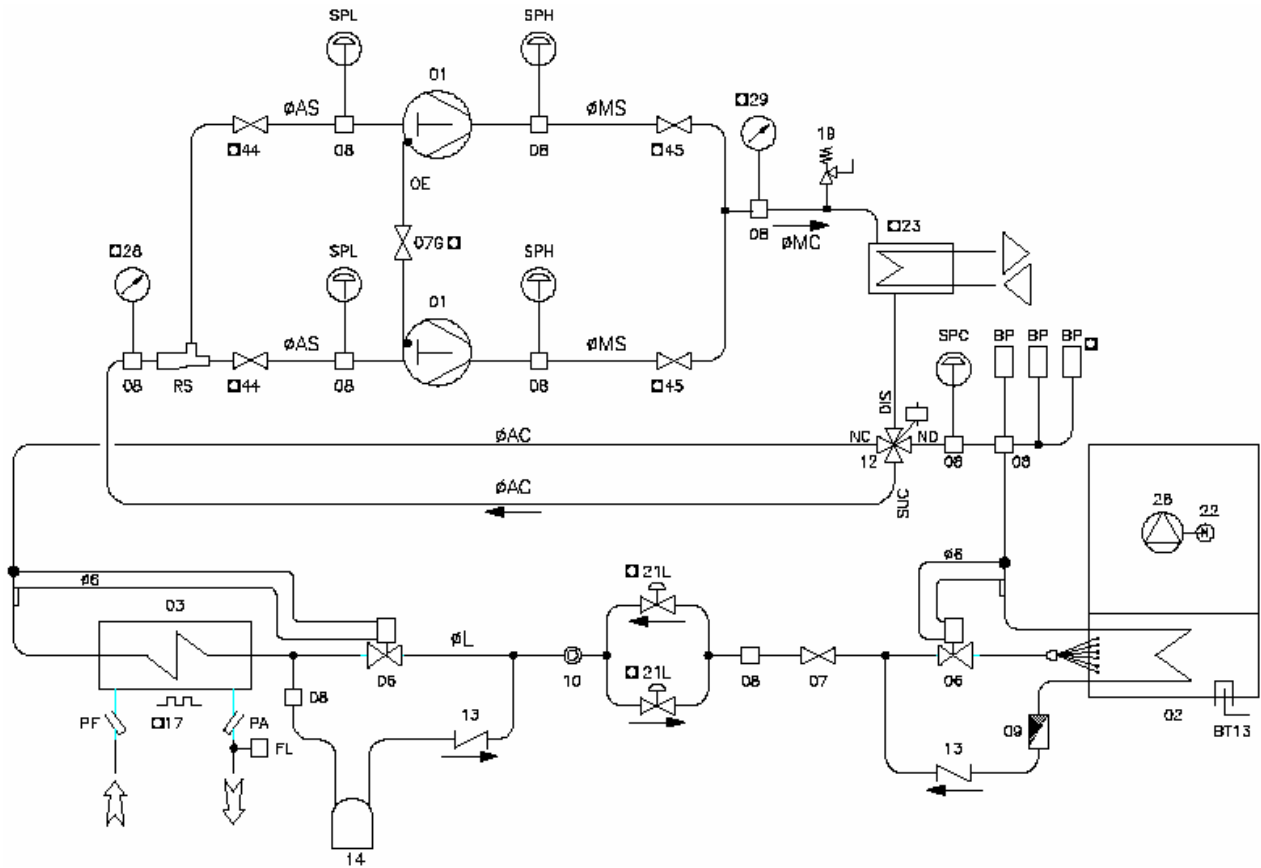 SPL
SPH
01
øAS
øMS
29
19
44
08
08
45
OE
08
øMC
23
28
SPL
SPH
07G
01
øAS
øMS
SPC
BP
BP
BP
08
RS
44
08
08
45
DIS
øAC
NC
ND
12
08
08
øAC
SUC
28
22
ø6
ø6
21L
03
øL
06
10
21L
08
07
06
08
02
17
PF
PA
FL
13
09
13
BT13
14